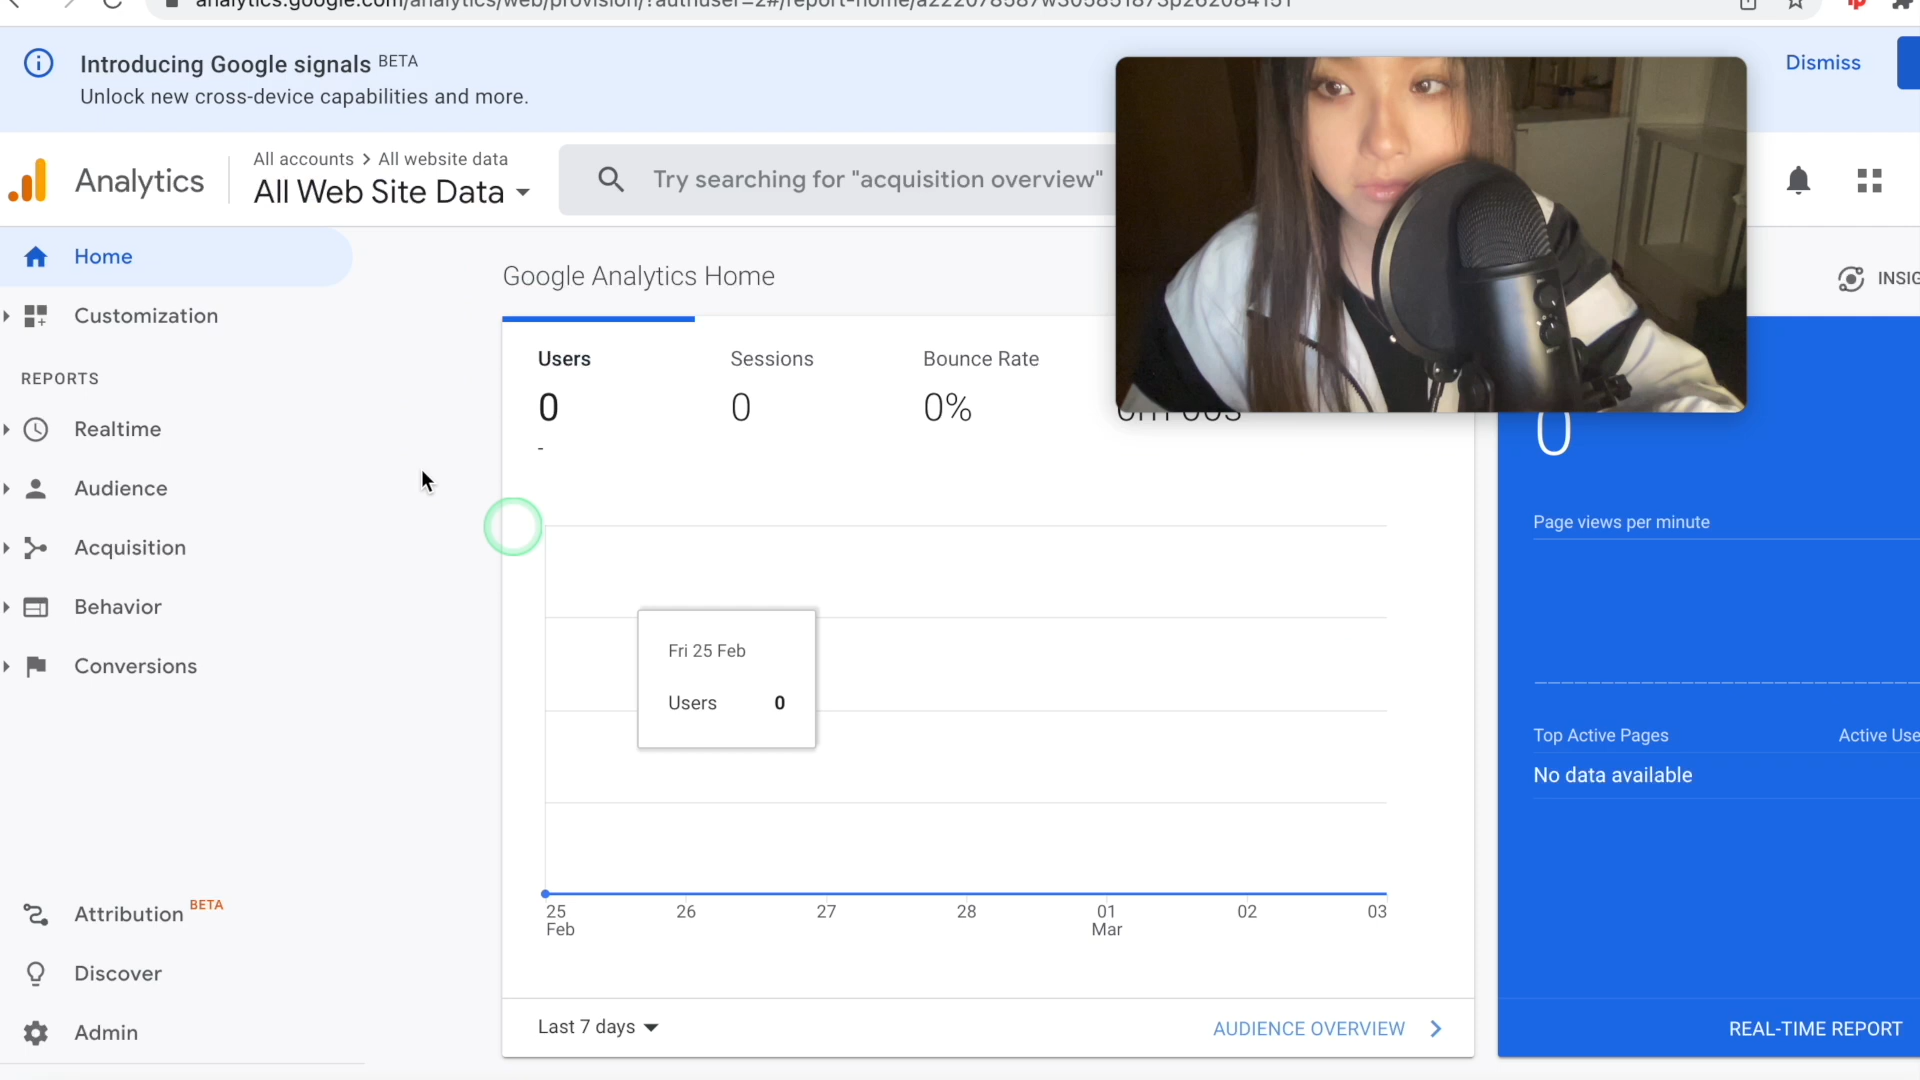 Introducing Google signals BETA
Unlock new cross-device capabilities and more.
Dismiss
Analytics
All accounts > All website data
All Web Site Data
Try searching for "acquisition overview"
Home
Customization
REPORTS
Realtime
Audience
Acquisition
Behavior
Conversions
Attribution BETA
Discover
Admin
Google Analytics Home
Users
0
-
Sessions
0
Bounce Rate
0%
Fri 25 Feb
Users 0
25
Feb
26
27
28
01
Mar
02
03
Last 7 days
AUDIENCE OVERVIEW
0
Page views per minute
Top Active Pages
No data available
REAL-TIME REPORT